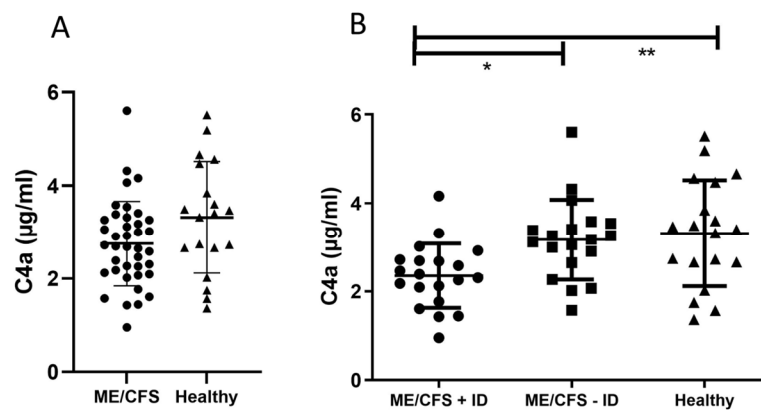 A
C4a (µg/ml)
6
4
2
0
ME/CFS
Healthy
B
*
**
C4a (µg/ml)
6
4
2
0
ME/CFS + ID
ME/CFS - ID
Healthy